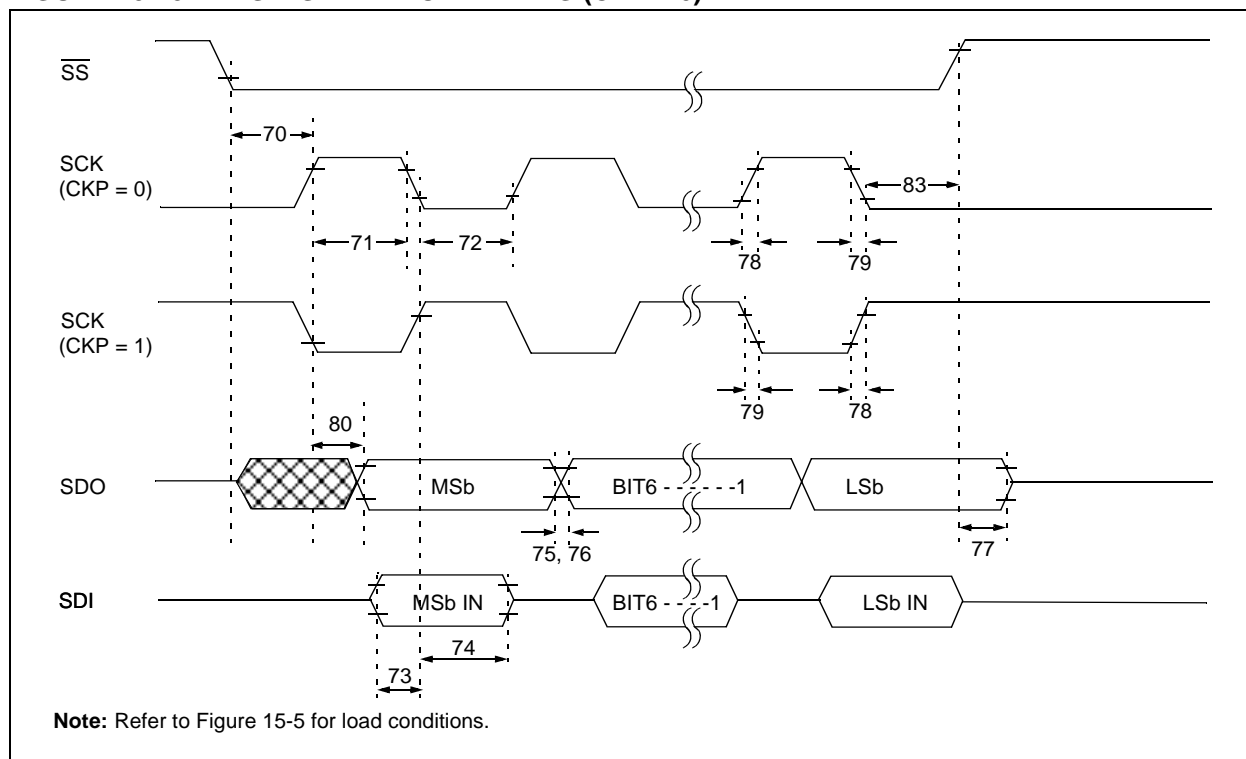 SS
70
SCK
(CKP = 0)
83
71
72
78
79
SCK
(CKP = 1)
79
78
80
SDO
MSb
BIT6 - - - - - -1
LSb
75, 76
77
SDI
MSb IN
BIT6 - - - -1
LSb IN
74
73
Note: Refer to Figure 15-5 for load conditions.